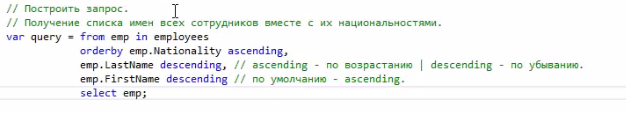 // Построить запрос.
// Получение списка имен всех сотрудников вместе с их национальностями.
var query = from emp in employees
orderby emp.Nationality ascending,
emp.LastName descending, // ascending - по возрастанию | descending - по убыванию.
emp.FirstName descending // по умолчанию - ascending.
select emp;